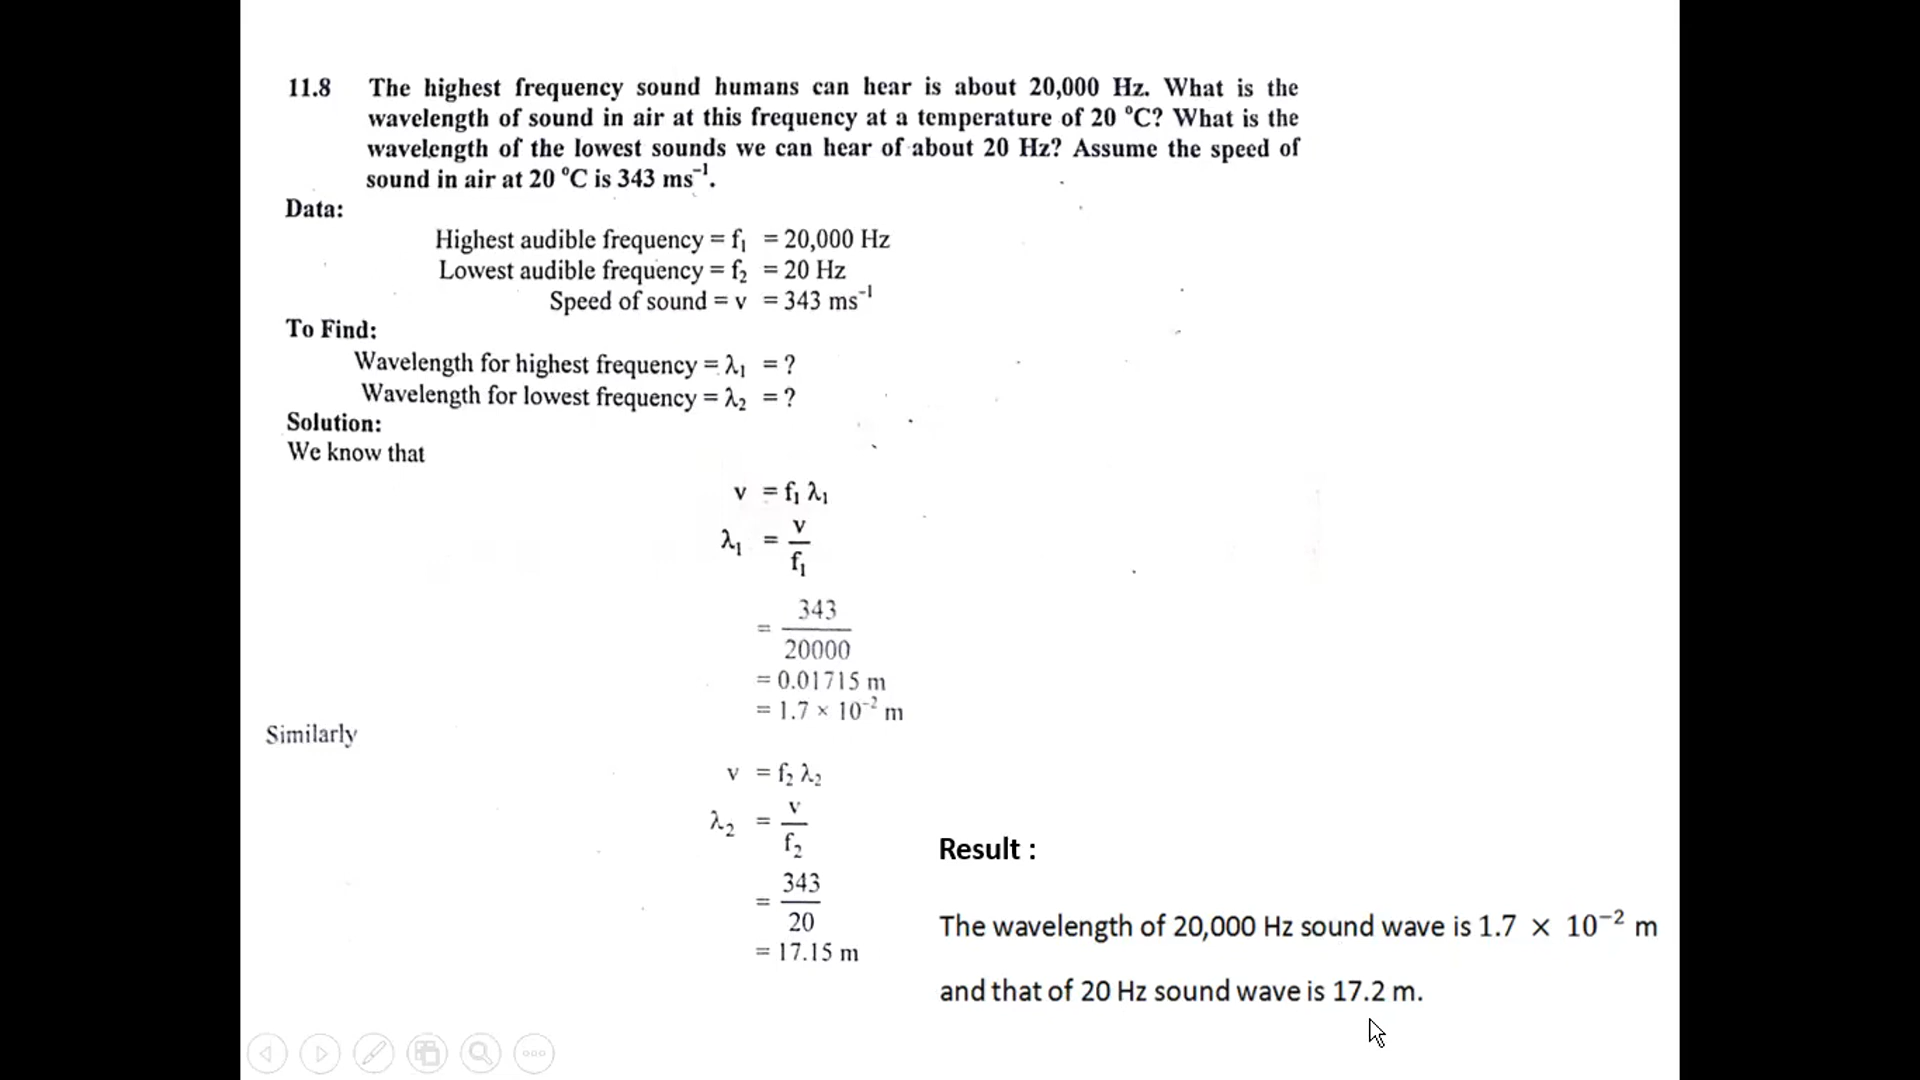 11.8 The highest frequency sound humans can hear is about 20,000 Hz. What is the
wavelength of sound in air at this frequency at a temperature of 20 °C? What is the
wavelength of the lowest sounds we can hear of about 20 Hz? Assume the speed of
sound in air at 20 °C is 343 ms⁻¹.
Data:
Highest audible frequency = f₁ = 20,000 Hz
Lowest audible frequency = f₂ = 20 Hz
Speed of sound = v = 343 ms⁻¹
To Find:
Wavelength for highest frequency = λ₁ = ?
Wavelength for lowest frequency = λ₂ = ?
Solution:
We know that
v = f₁ λ₁
λ₁ = v / f₁
= 343 / 20000
= 0.01715 m
= 1.7 × 10⁻² m
Similarly
v = f₂ λ₂
λ₂ = v / f₂
= 343 / 20
= 17.15 m
Result :
The wavelength of 20,000 Hz sound wave is 1.7 × 10⁻² m
and that of 20 Hz sound wave is 17.2 m.